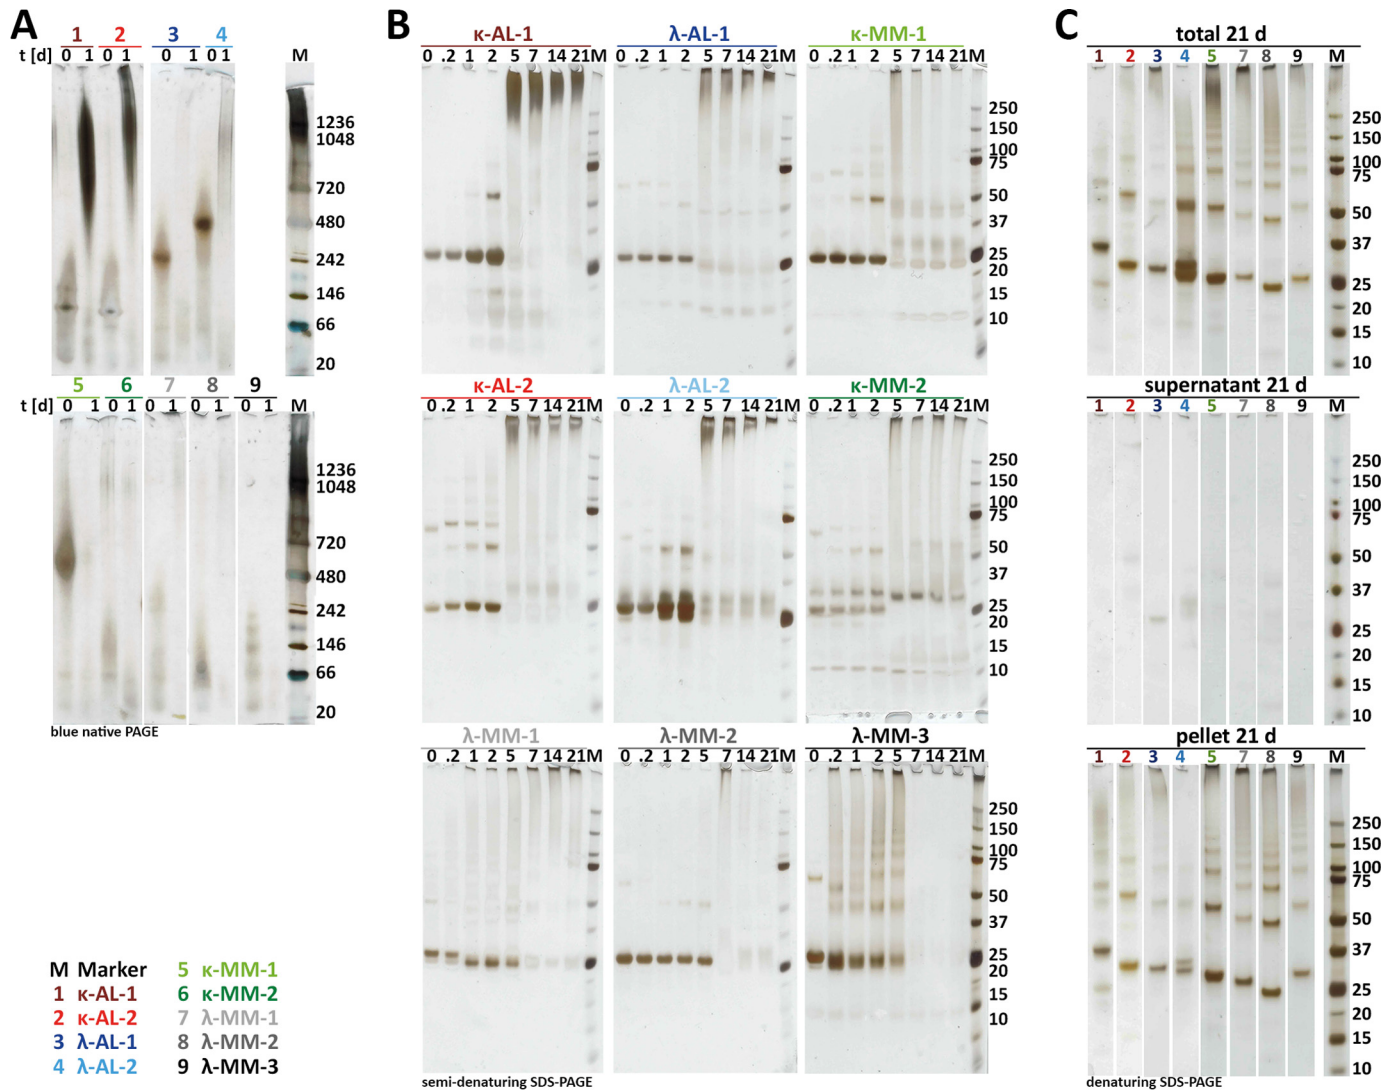 A
1 2 3 4
t [d] 0 1 0 1 0 1 0 1 M
1236
1048
720
480
242
146
66
20
5 6 7 8 9
t [d] 0 1 0 1 0 1 0 1 0 1 M
1236
1048
720
480
242
146
66
20
blue native PAGE
M Marker
1 κ-AL-1
2 κ-AL-2
3 λ-AL-1
4 λ-AL-2
5 κ-MM-1
6 κ-MM-2
7 λ-MM-1
8 λ-MM-2
9 λ-MM-3
B
κ-AL-1 λ-AL-1 κ-MM-1
0 .2 1 2 5 7 14 21 M 0 .2 1 2 5 7 14 21 M 0 .2 1 2 5 7 14 21 M
250
150
100
75
50
37
25
20
15
10
κ-AL-2 λ-AL-2 κ-MM-2
0 .2 1 2 5 7 14 21 M 0 .2 1 2 5 7 14 21 M 0 .2 1 2 5 7 14 21 M
250
150
100
75
50
37
25
20
15
10
λ-MM-1 λ-MM-2 λ-MM-3
0 .2 1 2 5 7 14 21 M 0 .2 1 2 5 7 14 21 M 0 .2 1 2 5 7 14 21 M
250
150
100
75
50
37
25
20
15
10
semi-denaturing SDS-PAGE
C
total 21 d
1 2 3 4 5 7 8 9 M
250
150
100
75
50
37
25
20
15
10
supernatant 21 d
1 2 3 4 5 7 8 9 M
250
150
100
75
50
37
25
20
15
10
pellet 21 d
1 2 3 4 5 7 8 9 M
250
150
100
75
50
37
25
20
15
10
denaturing SDS-PAGE